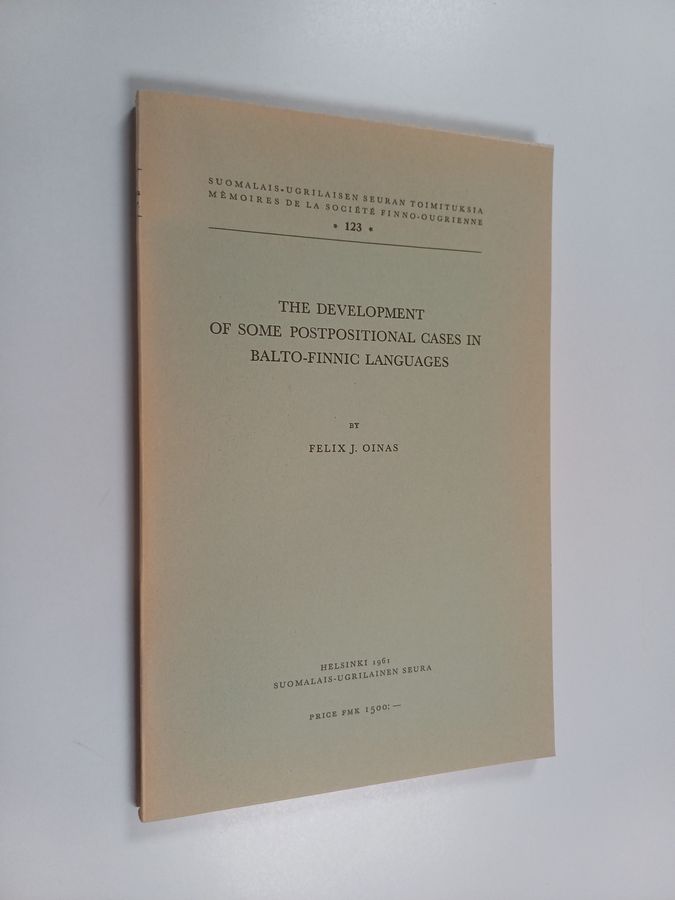 SUOMALAIS-UGRILAISEN SEURAN TOIMITUKSIA
MÉMOIRES DE LA SOCIÉTÉ FINNO-OUGRIENNE
* 123 *
THE DEVELOPMENT
OF SOME POSTPOSITIONAL CASES IN
BALTO-FINNIC LANGUAGES
BY
FELIX J. OINAS
HELSINKI 1961
SUOMALAIS-UGRILAINEN SEURA
PRICE FMK 1500: —